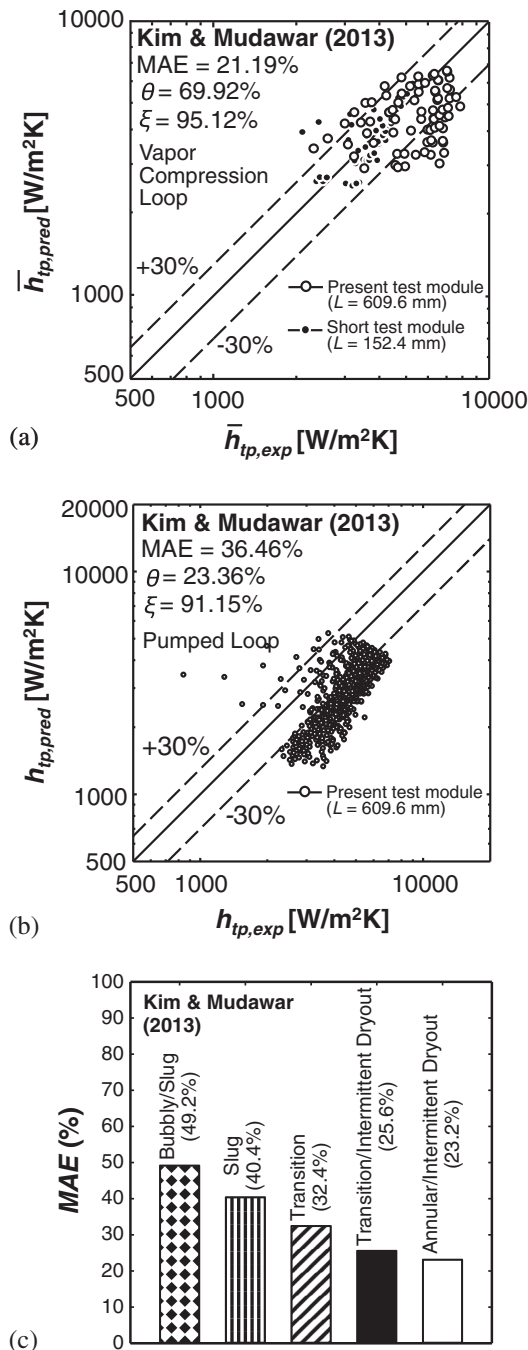 10000
Kim & Mudawar (2013)
MAE = 21.19%
θ = 69.92%
ξ = 95.12%
Vapor
Compression
Loop
+30%
-30%
Present test module
(L = 609.6 mm)
Short test module
(L = 152.4 mm)
1000
500
500 1000 10000
h̅tp,pred [W/m²K]
h̅tp,exp [W/m²K]
(a)
20000
10000
Kim & Mudawar (2013)
MAE = 36.46%
θ = 23.36%
ξ = 91.15%
Pumped Loop
+30%
-30%
Present test module
(L = 609.6 mm)
1000
500
500 1000 10000
htp,pred [W/m²K]
htp,exp [W/m²K]
(b)
100
90
80
70
60
50
40
30
20
10
0
MAE (%)
Kim & Mudawar
(2013)
Bubbly/Slug
(49.2%)
Slug
(40.4%)
Transition
(32.4%)
Transition/Intermittent Dryout
(25.6%)
Annular/Intermittent Dryout
(23.2%)
(c)